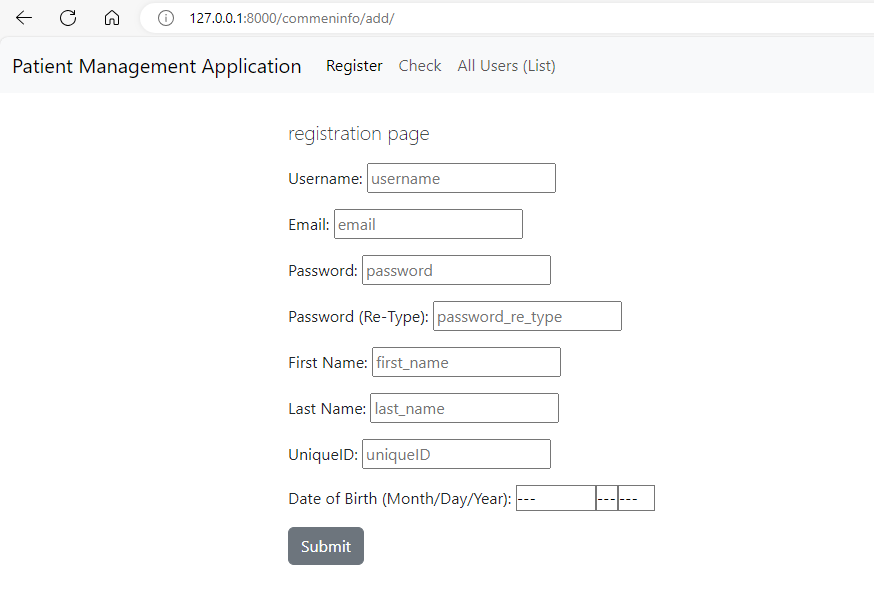 127.0.0.1:8000/commeninfo/add/
Patient Management Application Register Check All Users (List)
registration page
Username: username
Email: email
Password: password
Password (Re-Type): password_re_type
First Name: first_name
Last Name: last_name
UniqueID: uniqueID
Date of Birth (Month/Day/Year): --- --- ---
Submit